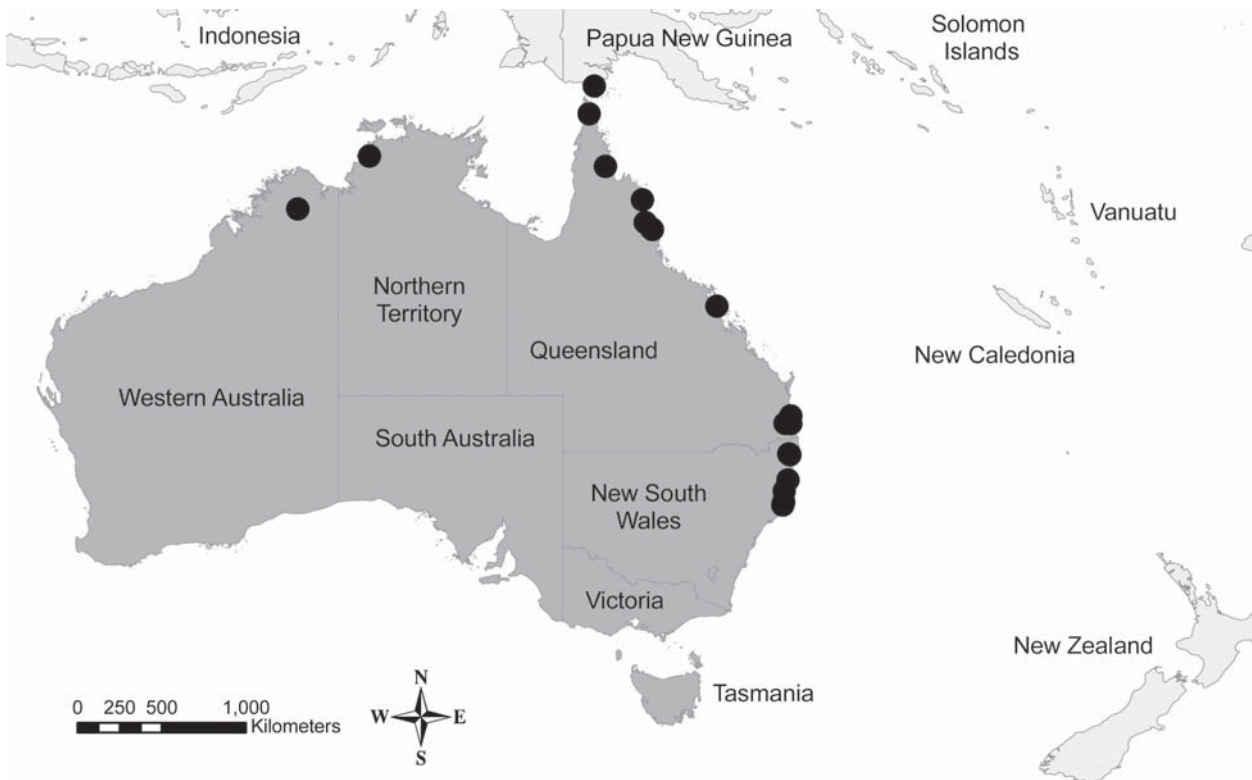 Indonesia
Papua New Guinea
Solomon
Islands
Vanuatu
Northern
Territory
Queensland
New Caledonia
Western Australia
South Australia
New South
Wales
Victoria
New Zealand
Tasmania
0 250 500 1,000
Kilometers
N
W E
S